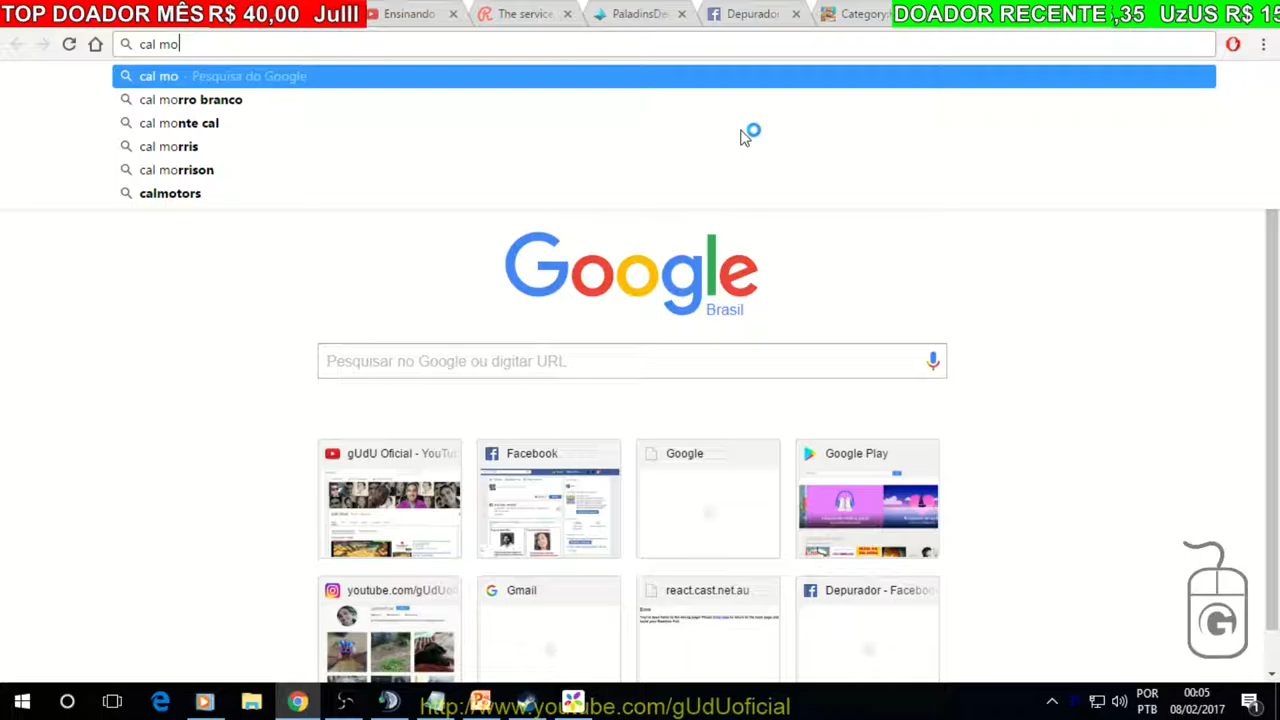 TOP DOADOR MÊS R$ 40,00 Julll
Ensinando
The service
PaladinsDe
Depurador
Category:
DOADOR RECENTE ,35 UzUS R$ 15
cal mo
cal mo - Pesquisa do Google
cal morro branco
cal monte cal
cal morris
cal morrison
calmotors
Google
Brasil
Pesquisar no Google ou digitar URL
gUdU Oficial - YouTu
Facebook
Google
Google Play
youtube.com/gUdUo
Gmail
react.cast.net.au
Depurador - Faceboo
G
http://www.youtube.com/gUdUoficial
POR
PTB
00:05
08/02/2017
1